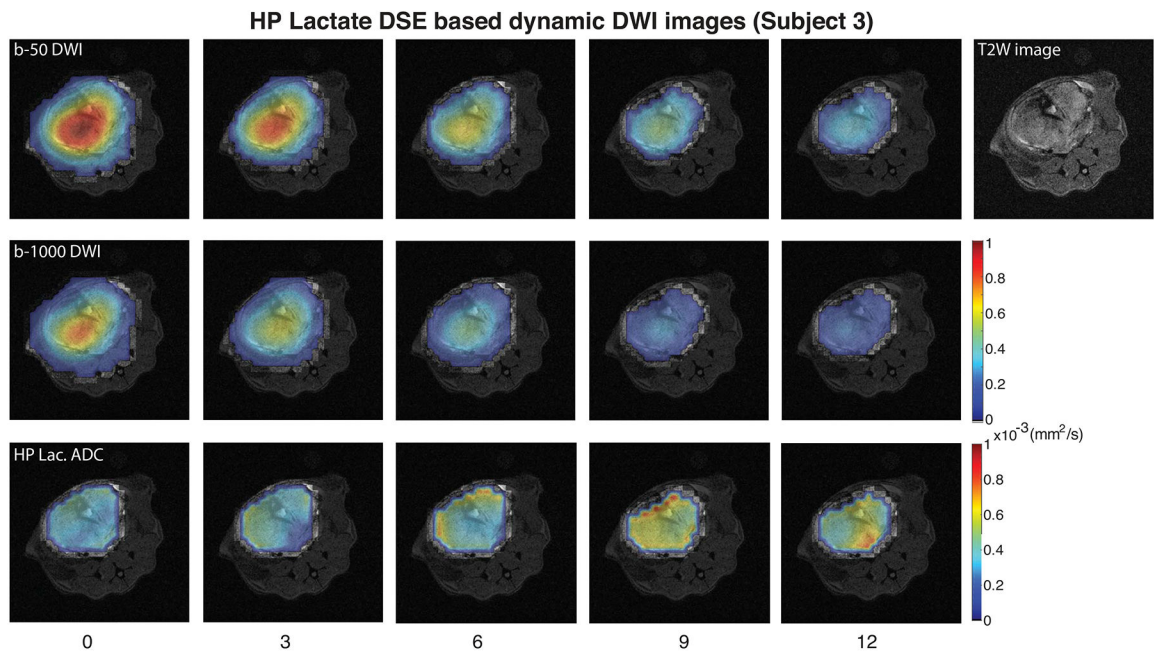 HP Lactate DSE based dynamic DWI images (Subject 3)
b-50 DWI
T2W image
b-1000 DWI
1
0.8
0.6
0.4
0.2
0
HP Lac. ADC
x10-3(mm2/s)
1
0.8
0.6
0.4
0.2
0
0 3 6 9 12